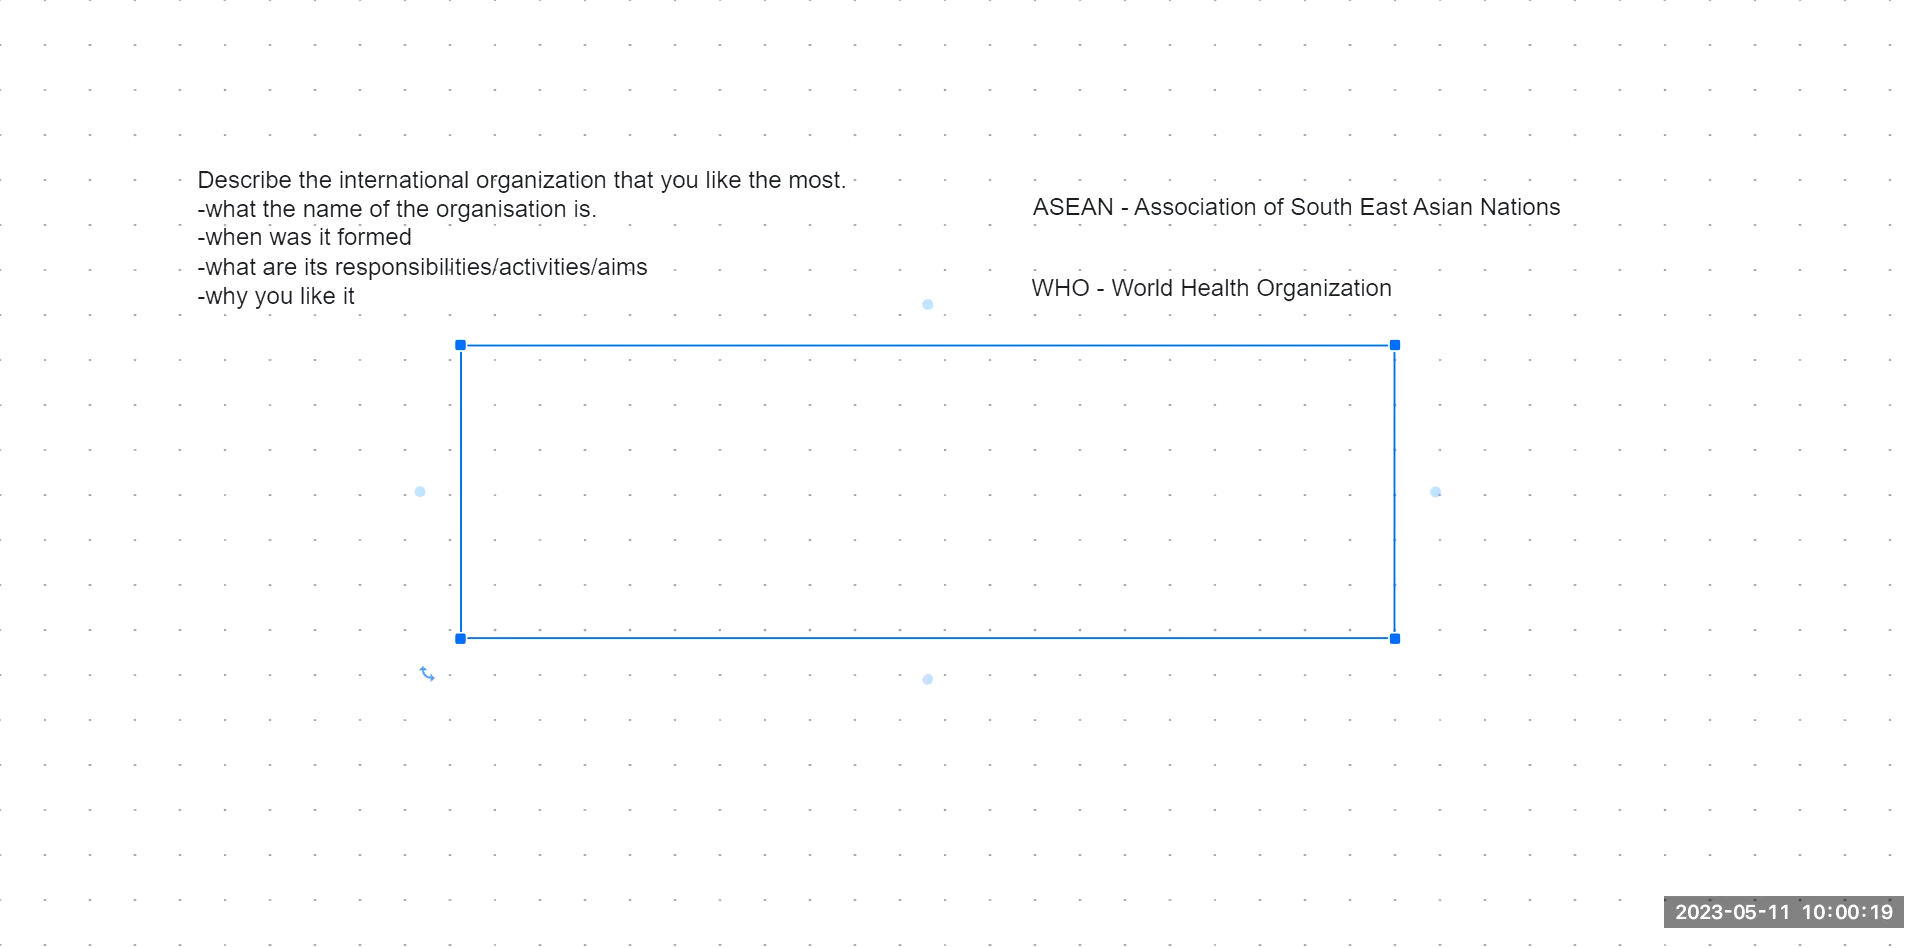 Describe the international organization that you like the most.
-what the name of the organisation is.
-when was it formed
-what are its responsibilities/activities/aims
-why you like it
ASEAN - Association of South East Asian Nations
WHO - World Health Organization
2023-05-11 10:00:19